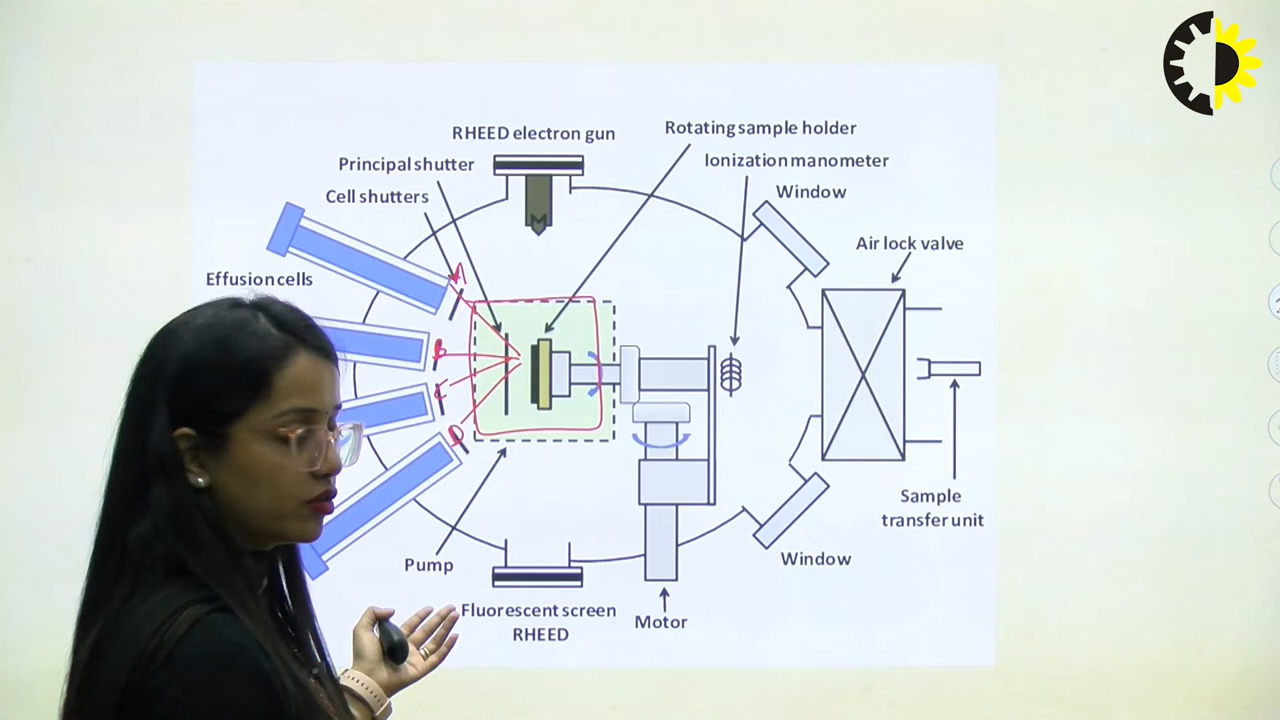 RHEED electron gun
Rotating sample holder
Principal shutter
Ionization manometer
Cell shutters
Window
Air lock valve
Effusion cells
A
B
C
D
Sample
transfer unit
Pump
Window
Fluorescent screen
RHEED
Motor